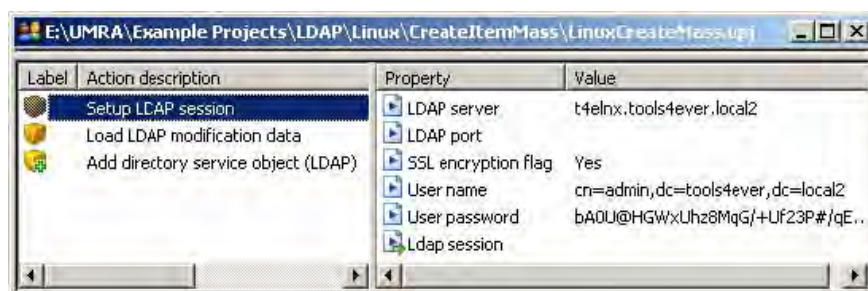 E:\UMRA\Example Projects\LDAP\Linux\CreateItemMass\LinuxCreateMass.upj
Label Action description
Setup LDAP session
Load LDAP modification data
Add directory service object (LDAP)
Property Value
LDAP server t4elnx.tools4ever.local2
LDAP port
SSL encryption flag Yes
User name cn=admin,dc=tools4ever,dc=local2
User password bA0U@HGWxUhz8MqG/+Uf23P#/qE...
Ldap session